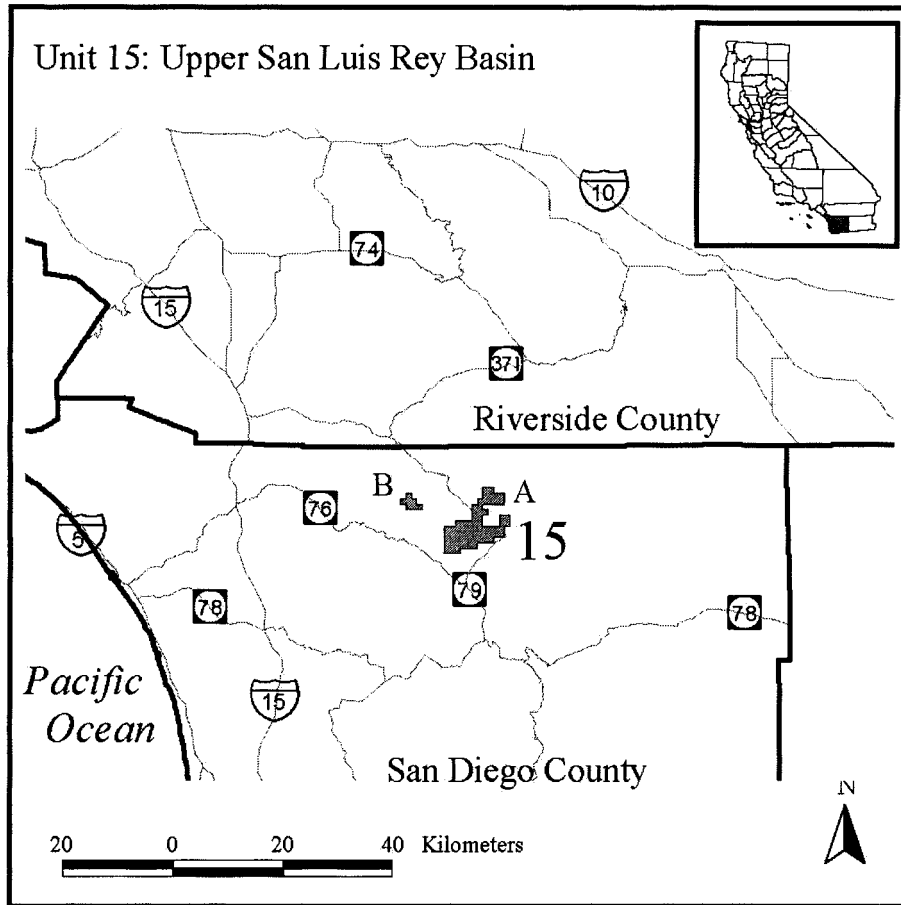 Unit 15: Upper San Luis Rey Basin
10
74
15
371
Riverside County
B
A
76
15
5
79
78
78
Pacific
Ocean
15
San Diego County
N
20 0 20 40 Kilometers